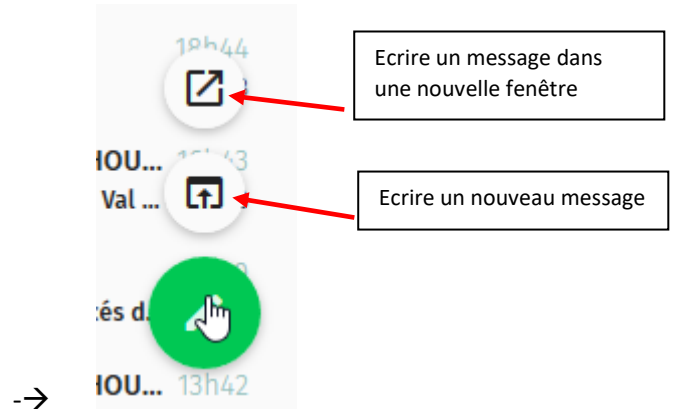 18h44
Ecrire un message dans
une nouvelle fenêtre
HOU...
Val ...
Ecrire un nouveau message
tés d.
HOU... 13h42
-→